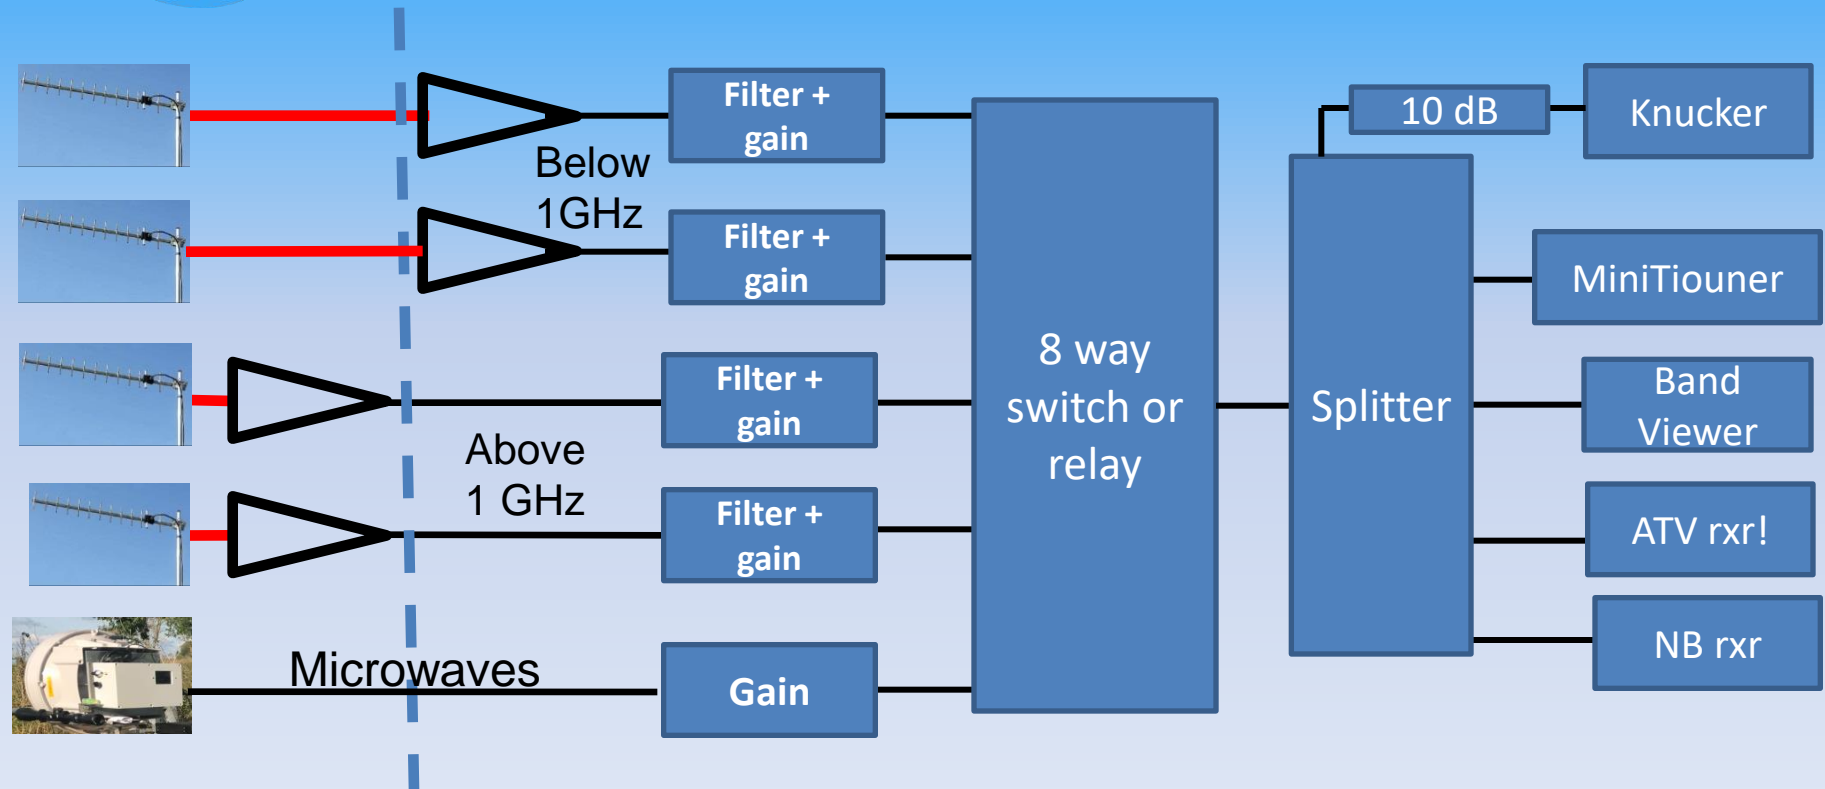 Filter +
gain
10 dB
Knucker
Below
1GHz
Filter +
gain
MiniTiouner
8 way
switch or
relay
Splitter
Filter +
gain
Band
Viewer
Above
1 GHz
Filter +
gain
ATV rxr!
Microwaves
Gain
NB rxr